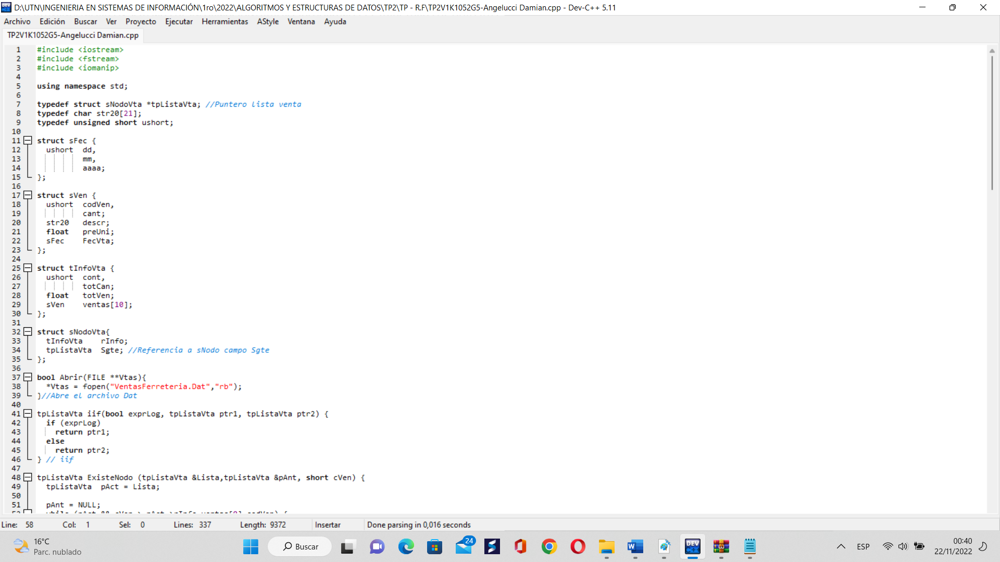 D:\UTN\INGENIERIA EN SISTEMAS DE INFORMACIÓN\1ro\2022\ALGORITMOS Y ESTRUCTURAS DE DATOS\TP2\TP - R.F\TP2V1K1052G5-Angelucci Damian.cpp - Dev-C++ 5.11
Archivo Edición Buscar Ver Proyecto Ejecutar Herramientas AStyle Ventana Ayuda
TP2V1K1052G5-Angelucci Damian.cpp
1 #include <iostream>
2 #include <fstream>
3 #include <iomanip>
4
5 using namespace std;
6
7 typedef struct sNodoVta *tpListaVta; //Puntero lista venta
8 typedef char str20[21];
9 typedef unsigned short ushort;
10
11 struct sFec {
12 ushort dd,
13 mm,
14 aaaa;
15 };
16
17 struct sVen {
18 ushort codVen,
19 cant;
20 str20 descr;
21 float preUni;
22 sFec FecVta;
23 };
24
25 struct tInfoVta {
26 ushort cont,
27 totCan;
28 float totVen;
29 sVen ventas[10];
30 };
31
32 struct sNodoVta{
33 tInfoVta rInfo;
34 tpListaVta Sgte; //Referencia a sNodo campo Sgte
35 };
36
37 bool Abrir(FILE **Vtas){
38 *Vtas = fopen("VentasFerreteria.Dat","rb");
39 }//Abre el archivo Dat
40
41 tpListaVta iif(bool exprLog, tpListaVta ptr1, tpListaVta ptr2) {
42 if (exprLog)
43 return ptr1;
44 else
45 return ptr2;
46 } // iif
47
48 tpListaVta ExisteNodo (tpListaVta &Lista,tpListaVta &pAnt, short cVen) {
49 tpListaVta pAct = Lista;
50
51 pAnt = NULL;
Line: 58 Col: 1 Sel: 0 Lines: 337 Length: 9372 Insertar Done parsing in 0,016 seconds
16°C
Parc. nublado
Buscar
24
DEV
ESP
00:40
22/11/2022